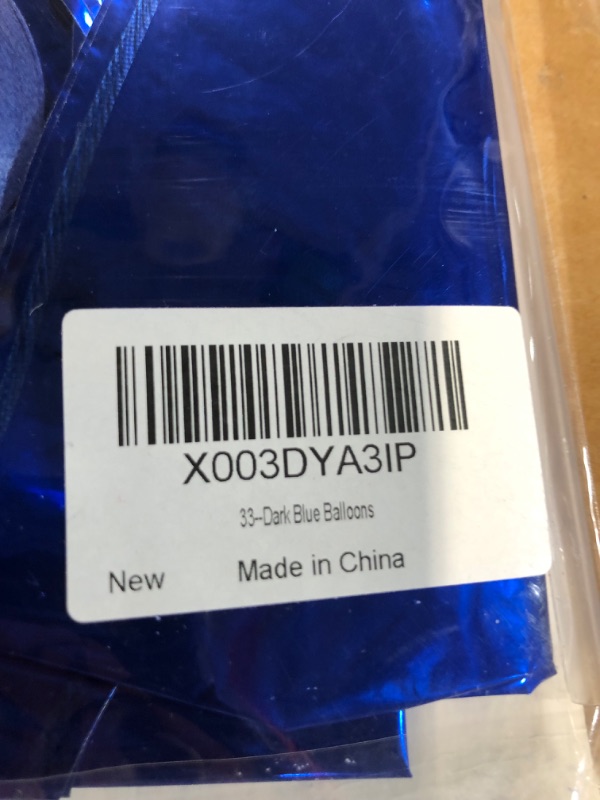 X003DYA3IP
33--Dark Blue Balloons
New Made in China